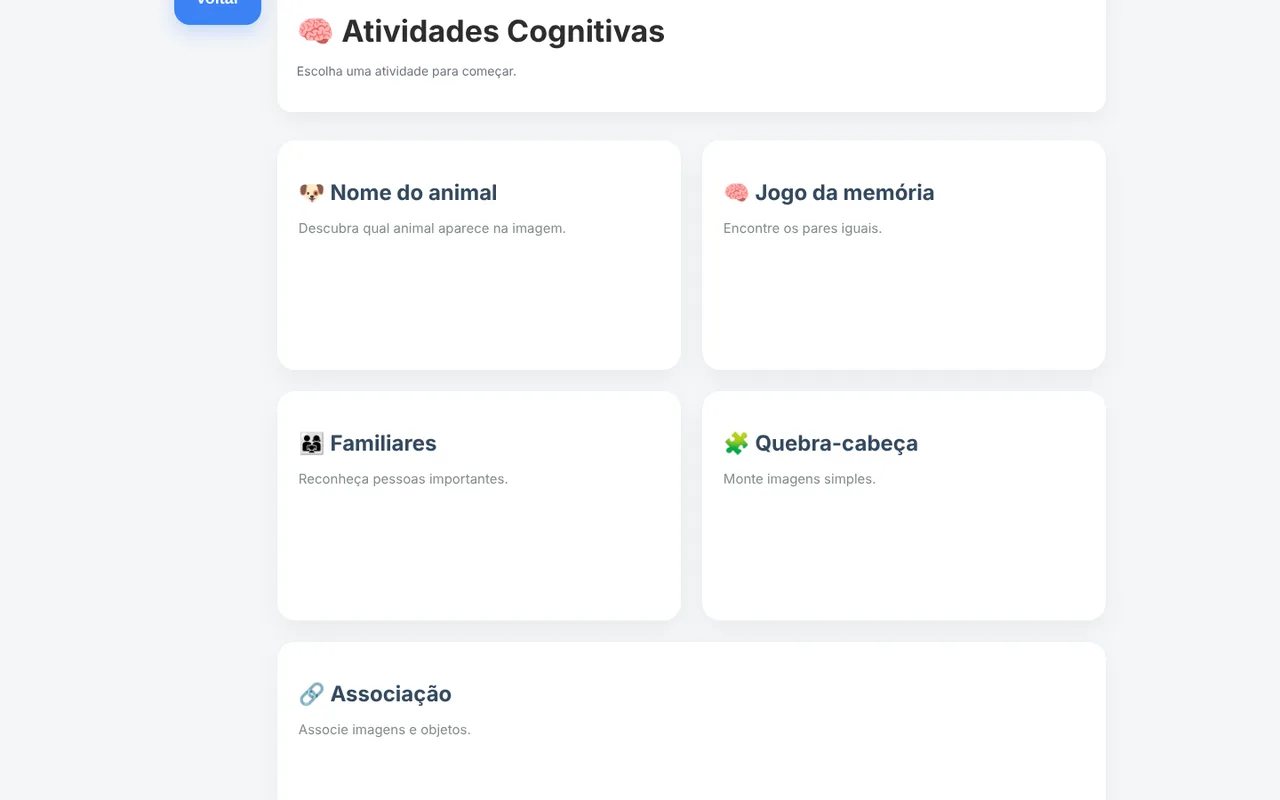 Voltar
🧠 Atividades Cognitivas
Escolha uma atividade para começar.
🐶 Nome do animal
Descubra qual animal aparece na imagem.
🧠 Jogo da memória
Encontre os pares iguais.
👨‍👩‍👧 Familiares
Reconheça pessoas importantes.
🧩 Quebra-cabeça
Monte imagens simples.
🔗 Associação
Associe imagens e objetos.